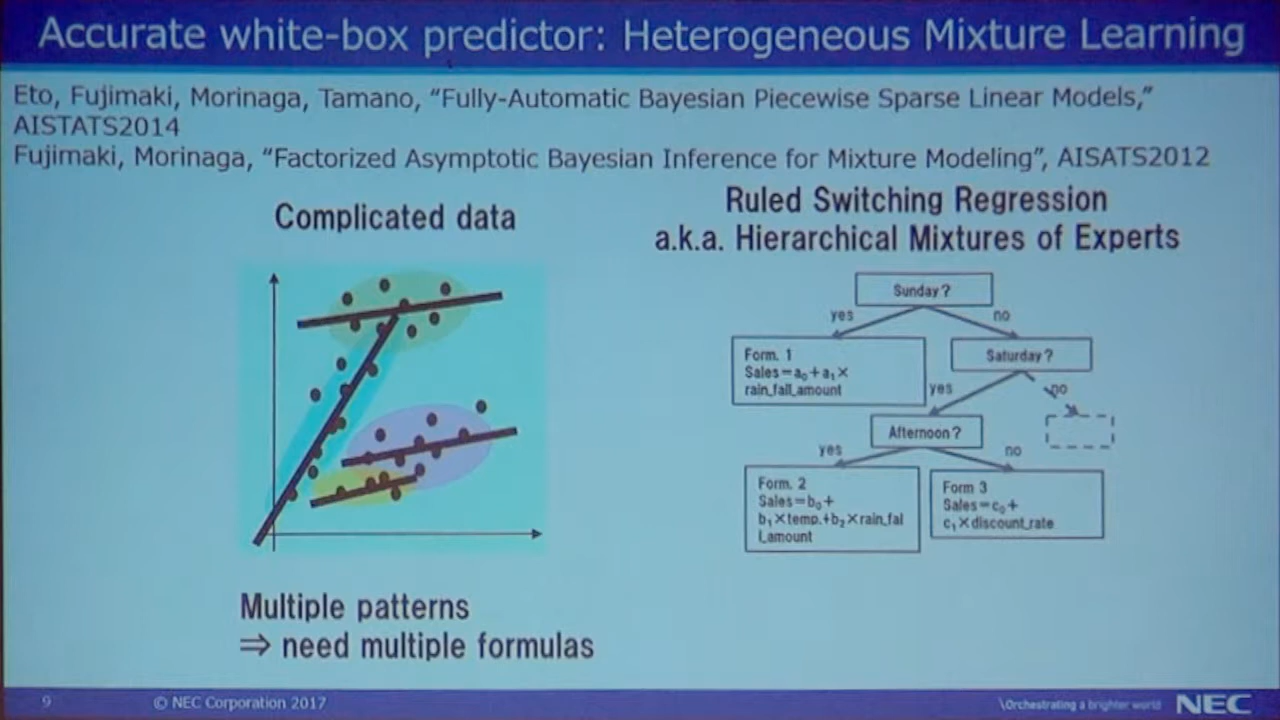 Accurate white-box predictor: Heterogeneous Mixture Learning
Eto, Fujimaki, Morinaga, Tamano, “Fully-Automatic Bayesian Piecewise Sparse Linear Models,”
AISTATS2014
Fujimaki, Morinaga, “Factorized Asymptotic Bayesian Inference for Mixture Modeling”, AISATS2012
Complicated data
Multiple patterns
⇒ need multiple formulas
Ruled Switching Regression
a.k.a. Hierarchical Mixtures of Experts
Sunday?
yes
no
Form. 1
Sales=a₀+a₁×
rain_fall_amount
Saturday?
yes
no
Afternoon?
yes
no
Form. 2
Sales=b₀+
b₁×temp.+b₂×rain_fal
l_amount
Form 3
Sales=c₀+
c₁×discount_rate
9
© NEC Corporation 2017
\Orchestrating a brighter world
NEC